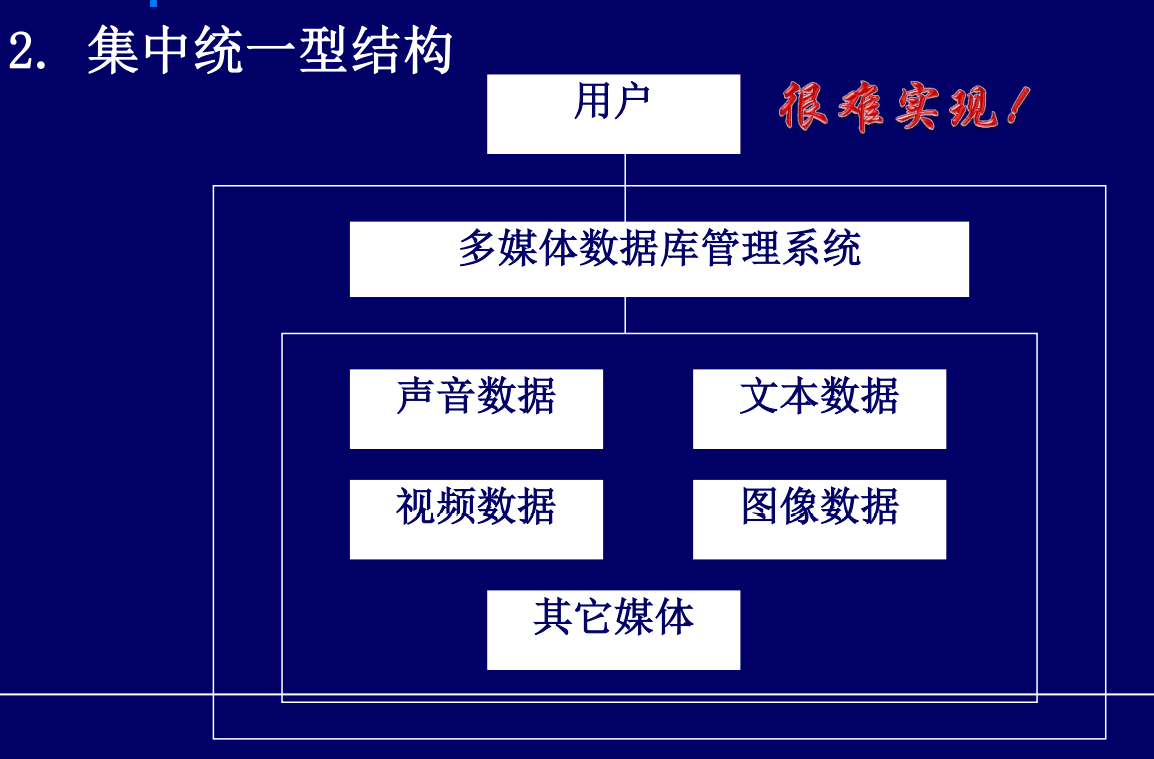 2. 集中统一型结构
用户
很难实现!
多媒体数据库管理系统
声音数据
文本数据
视频数据
图像数据
其它媒体